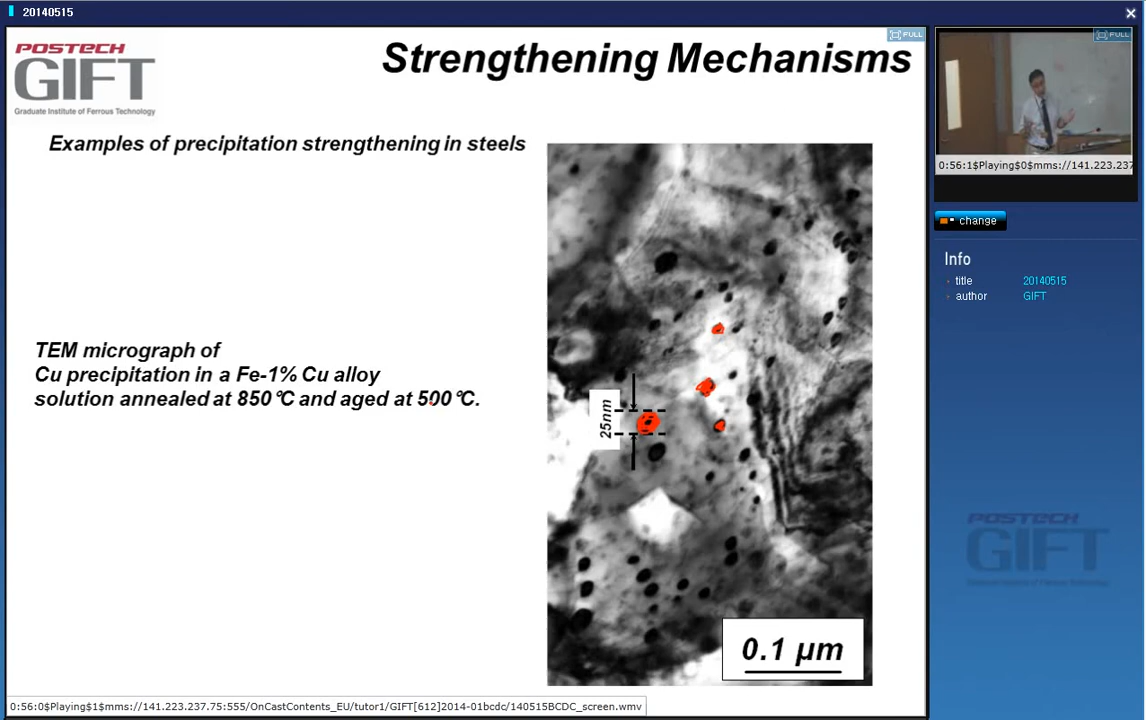 20140515
POSTECH
GIFT
Graduate Institute of Ferrous Technology
Strengthening Mechanisms
FULL
FULL
Examples of precipitation strengthening in steels
0:56:1$Playing$0$mms://141.223.237
change
Info
title 20140515
author GIFT
TEM micrograph of
Cu precipitation in a Fe-1% Cu alloy
solution annealed at 850°C and aged at 500°C.
25nm
0.1 μm
POSTECH
GIFT
0:56:0$Playing$1$mms://141.223.237.75:555/OnCastContents_EU/tutor1/GIFT[612]2014-01bcdc/140515BCDC_screen.wmv